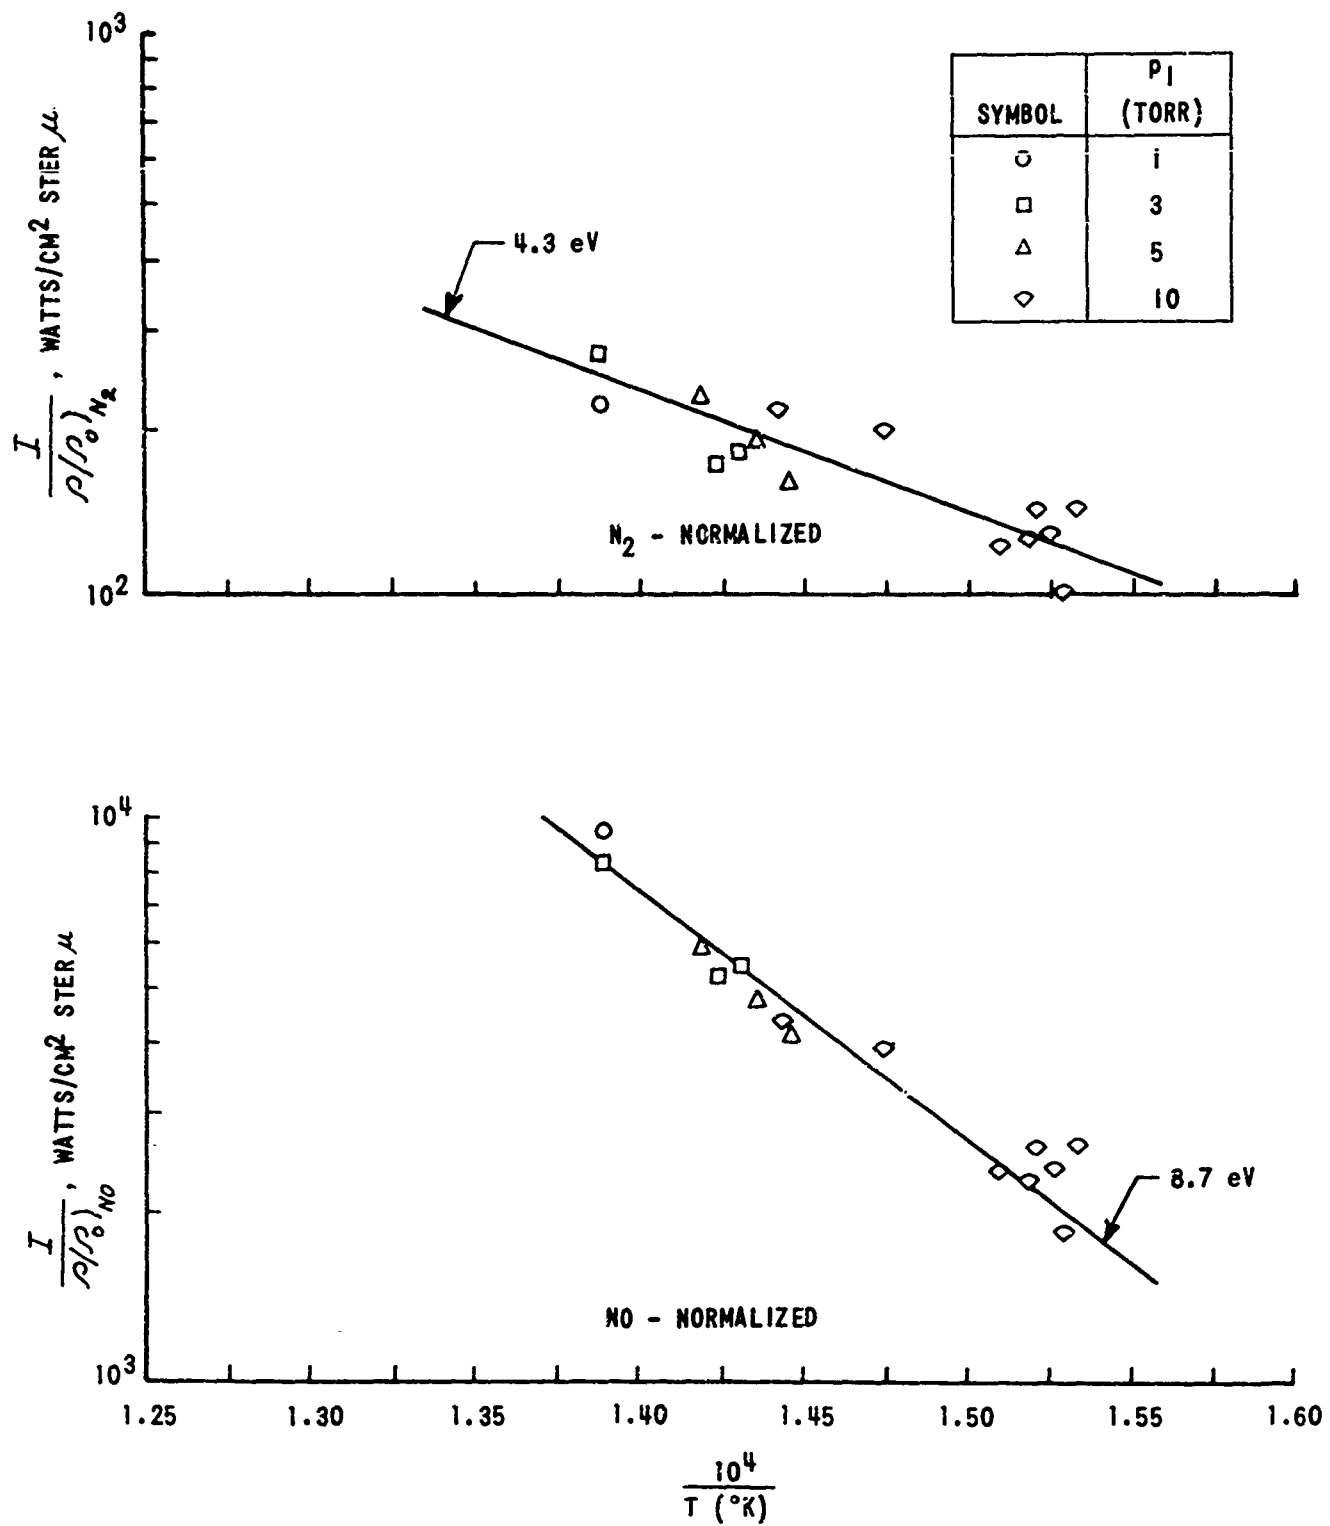 10³
I / ρ/ρ₀)N₂ , WATTS/CM² STER μ
10²
SYMBOL P₁ (TORR)
○ 1
□ 3
△ 5
10
4.3 eV
N₂ - NORMALIZED
10⁴
I / ρ/ρ₀)NO , WATTS/CM² STER μ
10³
8.7 eV
NO - NORMALIZED
1.25 1.30 1.35 1.40 1.45 1.50 1.55 1.60
10⁴
T (°K)